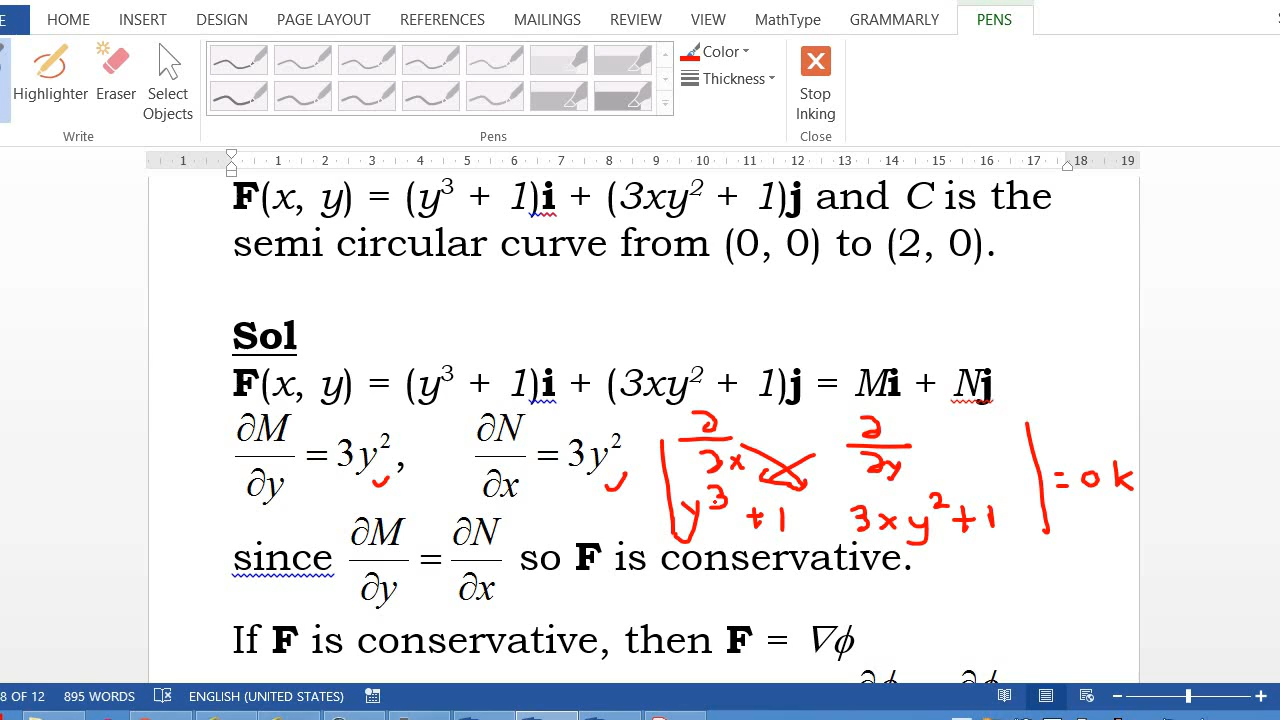 E HOME INSERT DESIGN PAGE LAYOUT REFERENCES MAILINGS REVIEW VIEW MathType GRAMMARLY PENS
Highlighter Eraser Select Objects Color Thickness Stop Inking
Write Pens Close
1 1 2 3 4 5 6 7 8 9 10 11 12 13 14 15 16 17 18 19
F(x, y) = (y³ + 1)i + (3xy² + 1)j and C is the
semi circular curve from (0, 0) to (2, 0).
Sol
F(x, y) = (y³ + 1)i + (3xy² + 1)j = Mi + Nj
∂M/∂y = 3y², ∂N/∂x = 3y² | ∂/∂x ∂/∂y | = 0 k
y³ + 1 3xy² + 1
since ∂M/∂y = ∂N/∂x so F is conservative.
If F is conservative, then F = ∇ϕ
∂ϕ ∂ϕ
8 OF 12 895 WORDS ENGLISH (UNITED STATES)